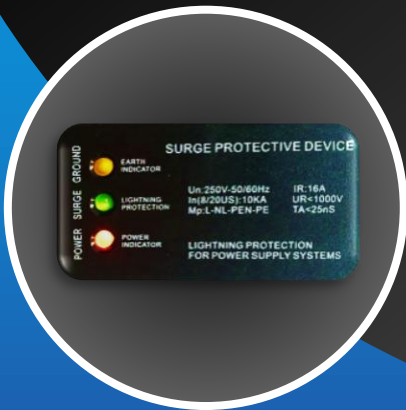 SURGE PROTECTIVE DEVICE
GROUND
EARTH
INDICATOR
SURGE
LIGHTNING
PROTECTION
POWER
POWER
INDICATOR
Un:250V-50/60Hz
In(8/20US):10KA
Mp:L-NL-PEN-PE
IR:16A
UR<1000V
TA<25nS
LIGHTNING PROTECTION
FOR POWER SUPPLY SYSTEMS